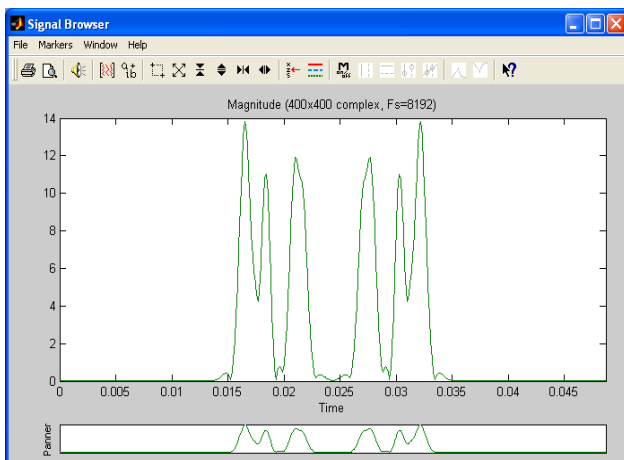 Signal Browser
File Markers Window Help
Magnitude (400x400 complex, Fs=8192)
14
12
10
8
6
4
2
0
0 0.005 0.01 0.015 0.02 0.025 0.03 0.035 0.04 0.045
Time
Panner